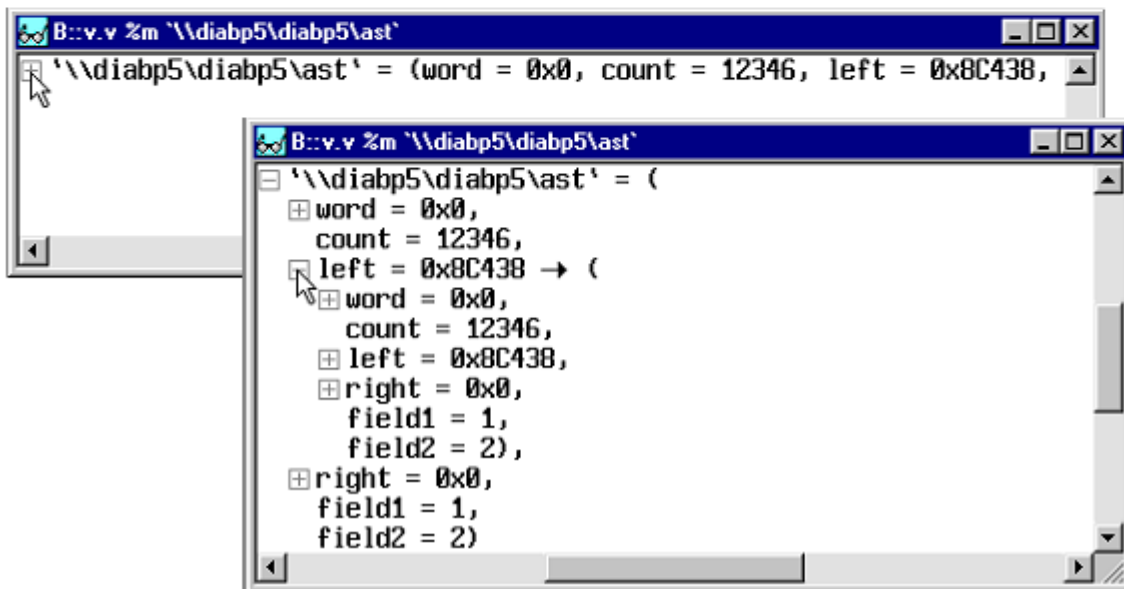 B::v.v %m `\\diabp5\diabp5\ast`
'\\diabp5\diabp5\ast' = (word = 0x0, count = 12346, left = 0x8C438,
B::v.v %m `\\diabp5\diabp5\ast`
'\\diabp5\diabp5\ast' = (
word = 0x0,
count = 12346,
left = 0x8C438 → (
word = 0x0,
count = 12346,
left = 0x8C438,
right = 0x0,
field1 = 1,
field2 = 2),
right = 0x0,
field1 = 1,
field2 = 2)